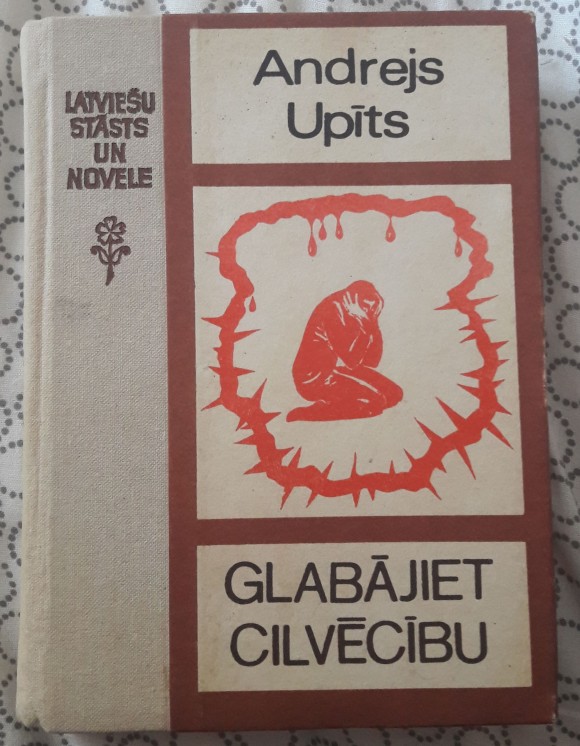 LATVIEŠU
STĀSTS
UN
NOVELE
Andrejs
Upīts
GLABĀJIET
CILVĒCĪBU